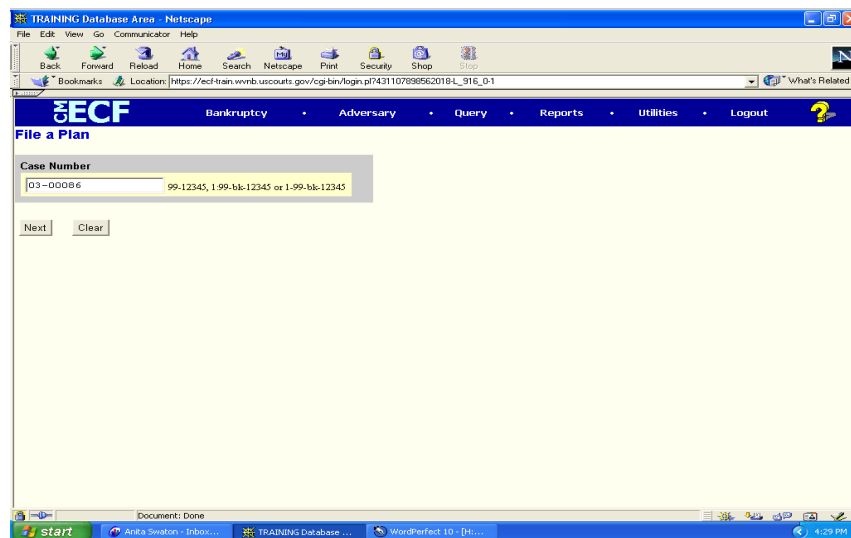 TRAINING Database Area - Netscape
File Edit View Go Communicator Help
Back Forward Reload Home Search Netscape Print Security Shop Stop
Bookmarks Location: https://ecf-train.wvnb.uscourts.gov/cgi-bin/login.pl?431107898562018-L_916_0-1 What's Related
CM ECF Bankruptcy • Adversary • Query • Reports • Utilities • Logout ?
File a Plan
Case Number
03-00086 99-12345, 1:99-bk-12345 or 1-99-bk-12345
Next Clear
Document: Done
start Anita Swaton - Inbox... TRAINING Database ... WordPerfect 10 - [H:... 4:29 PM